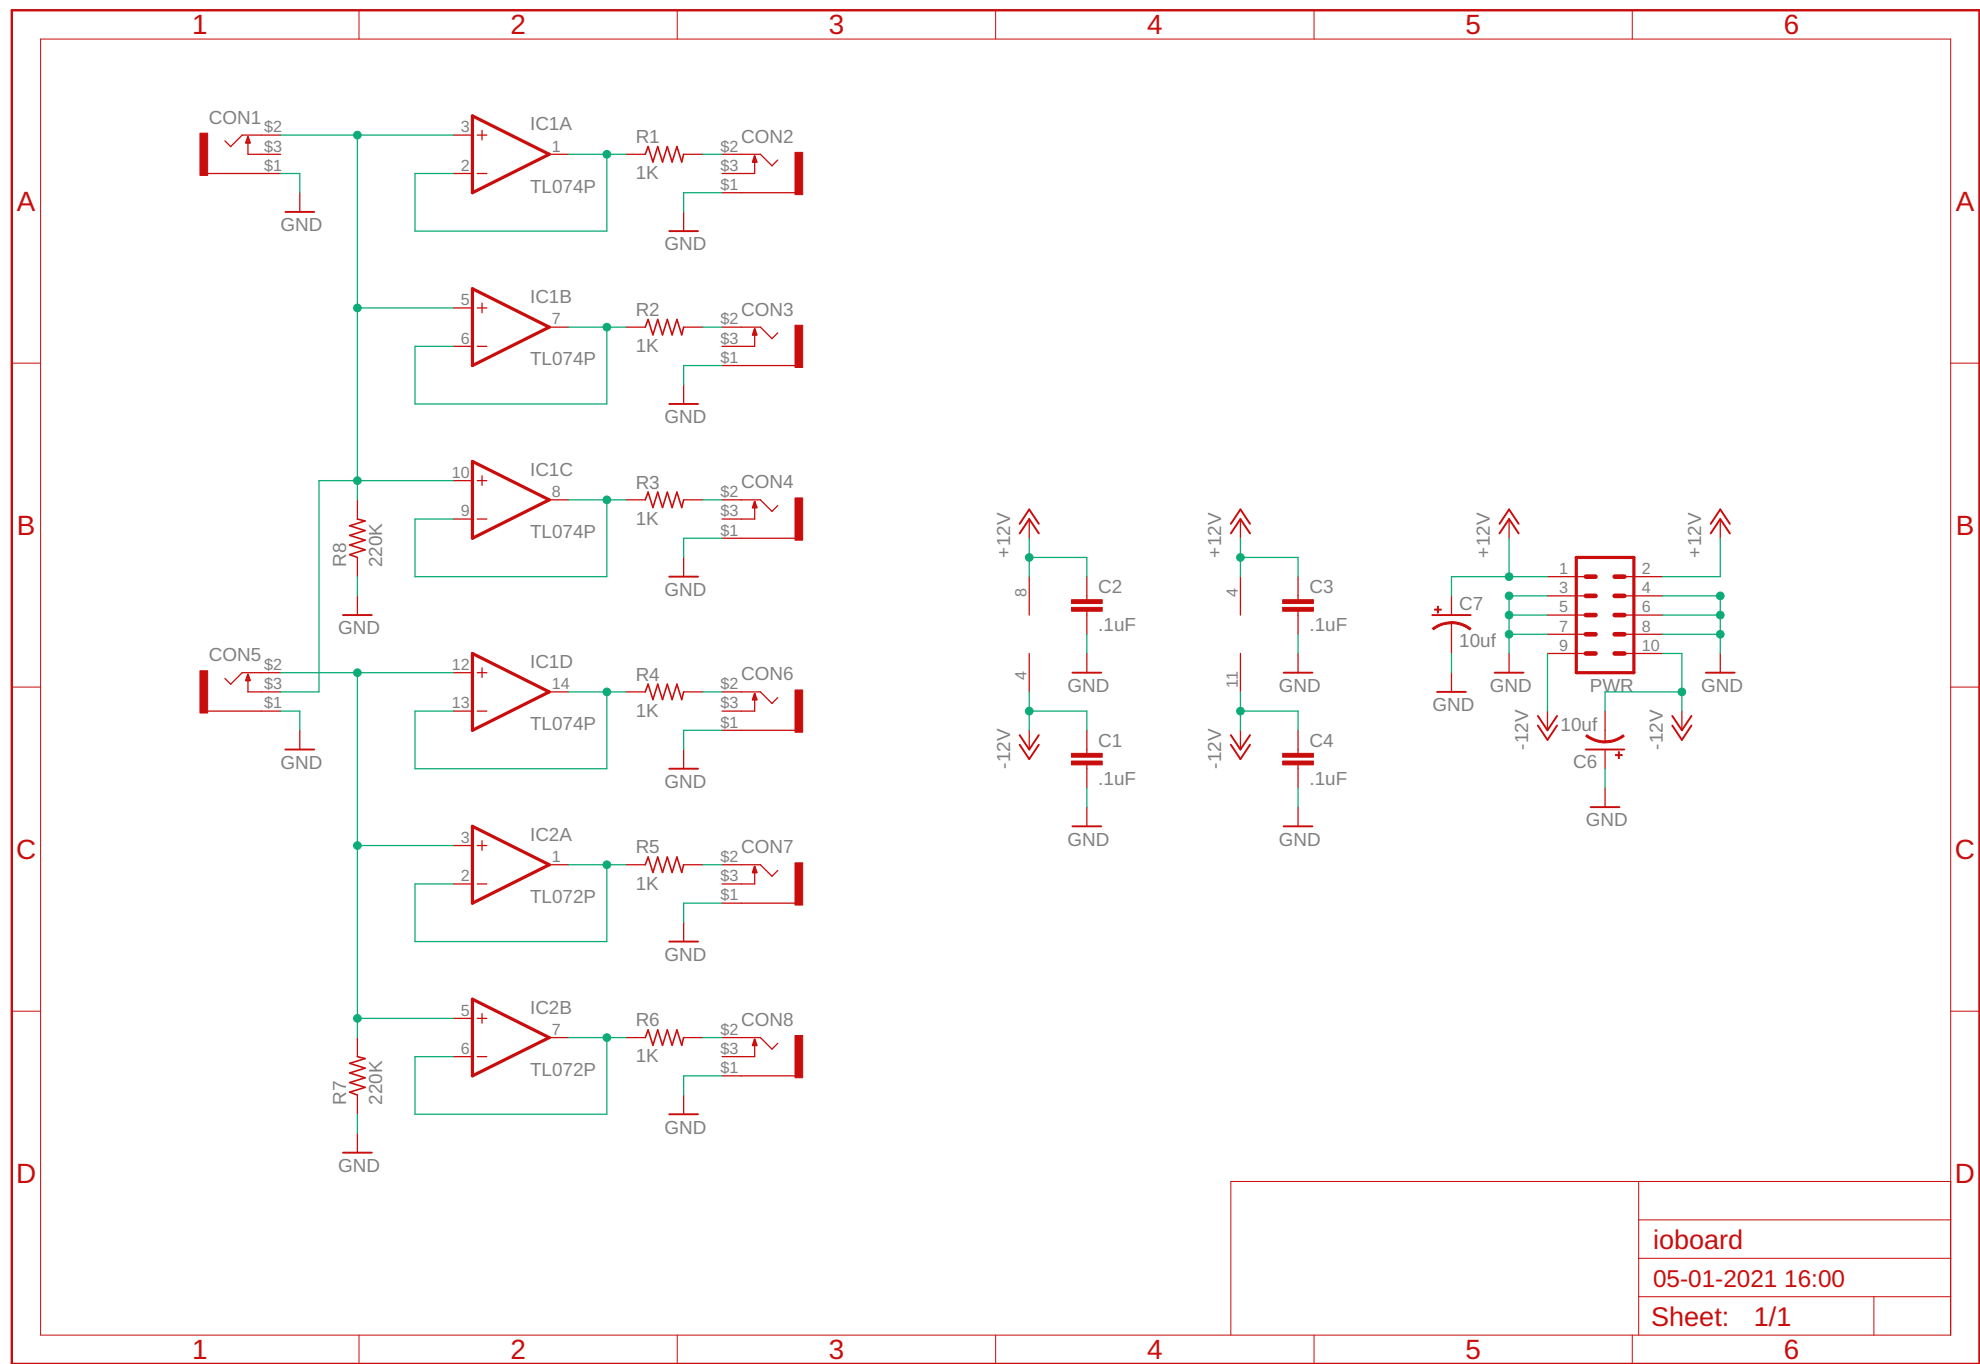 1 2 3 4 5 6
A A
B B
C C
D D
CON1
$2
$3
$1
GND
3
2
IC1A
1
TL074P
R1
1K
CON2
$2
$3
$1
GND
5
6
IC1B
7
TL074P
R2
1K
CON3
$2
$3
$1
GND
10
9
IC1C
8
TL074P
R3
1K
CON4
$2
$3
$1
GND
R8
220K
GND
CON5
$2
$3
$1
GND
12
13
IC1D
14
TL074P
R4
1K
CON6
$2
$3
$1
GND
3
2
IC2A
1
TL072P
R5
1K
CON7
$2
$3
$1
GND
5
6
IC2B
7
TL072P
R6
1K
CON8
$2
$3
$1
GND
R7
220K
GND
+12V
8
C2
.1uF
GND
4
-12V
C1
.1uF
GND
+12V
4
C3
.1uF
GND
11
-12V
C4
.1uF
GND
+12V
+12V
C7
10uf
GND
1 2
3 4
5 6
7 8
9 10
GND
PWR
GND
-12V
10uf
C6
-12V
GND
ioboard
05-01-2021 16:00
Sheet: 1/1
1 2 3 4 5 6